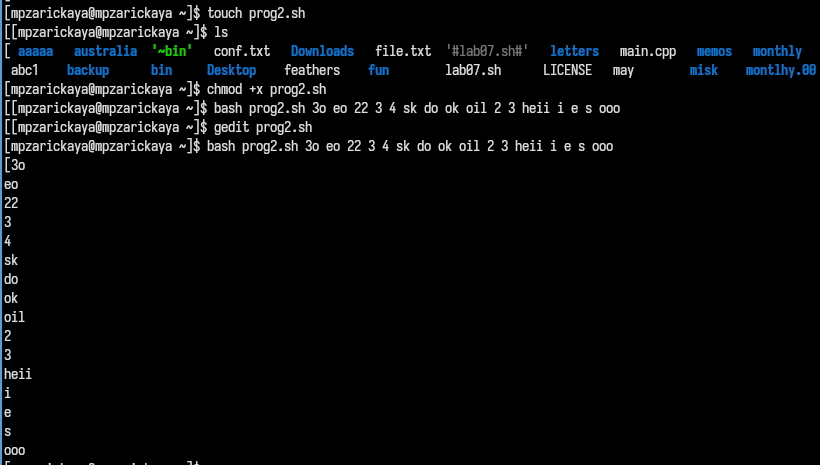 [mpzarickaya@mpzarickaya ~]$ touch prog2.sh
[[mpzarickaya@mpzarickaya ~]$ ls
[ aaaaa australia '~bin' conf.txt Downloads file.txt '#lab07.sh#' letters main.cpp memos monthly
abc1 backup bin Desktop feathers fun lab07.sh LICENSE may misk montlhy.00
[mpzarickaya@mpzarickaya ~]$ chmod +x prog2.sh
[[mpzarickaya@mpzarickaya ~]$ bash prog2.sh 3o eo 22 3 4 sk do ok oil 2 3 heii i e s ooo
[[mpzarickaya@mpzarickaya ~]$ gedit prog2.sh
[mpzarickaya@mpzarickaya ~]$ bash prog2.sh 3o eo 22 3 4 sk do ok oil 2 3 heii i e s ooo
[3o
eo
22
3
4
sk
do
ok
oil
2
3
heii
i
e
s
ooo